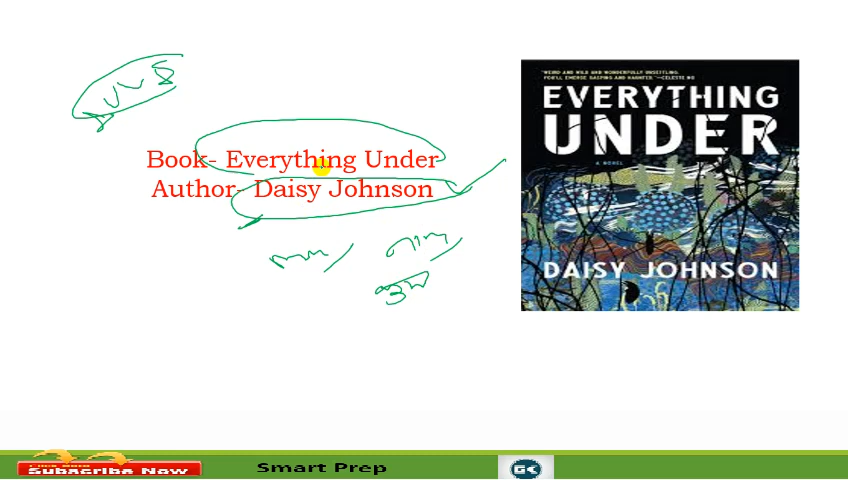 Book- Everything Under
Author- Daisy Johnson
"WEIRD AND WILD AND WONDERFULLY UNSETTLING.
YOU'LL EMERGE GASPING AND HAUNTED." —CELESTE NG
EVERYTHING
UNDER
A NOVEL
DAISY JOHNSON
Subscribe Now
Smart Prep
GK